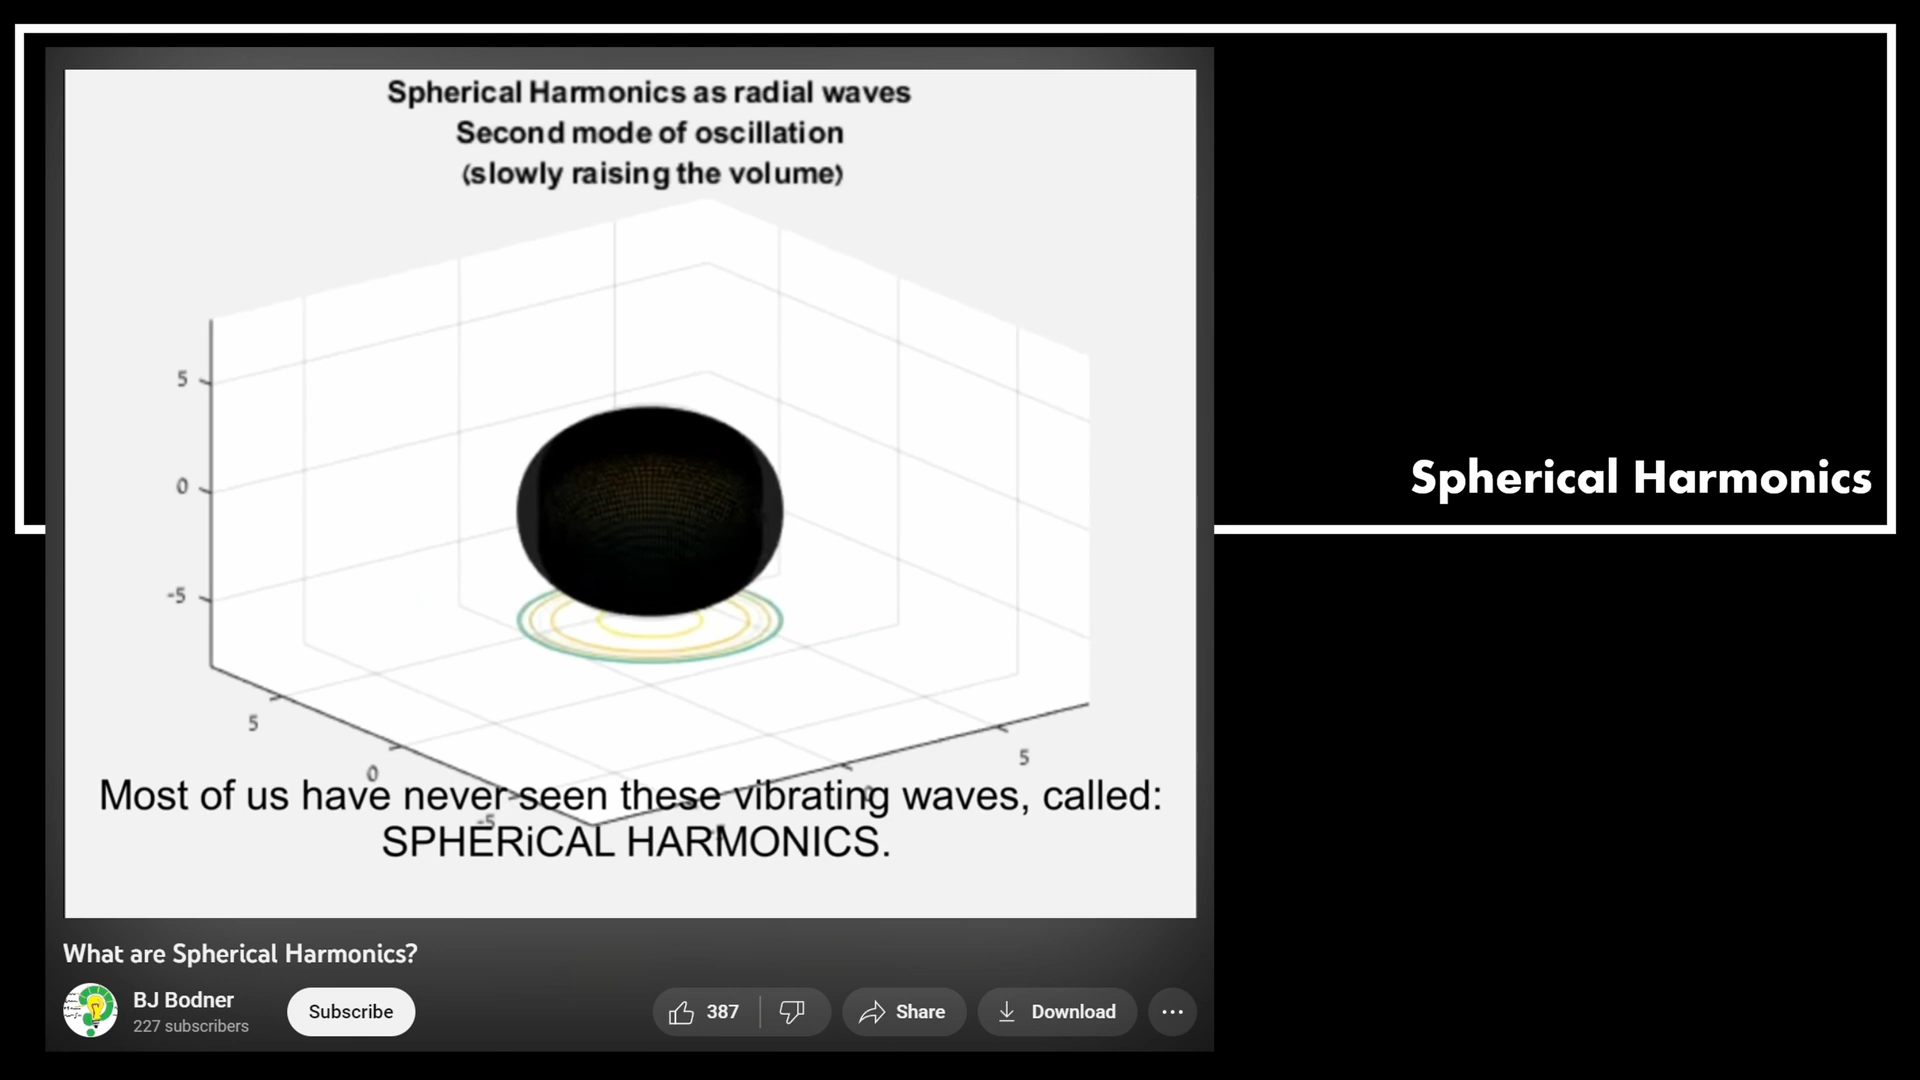 Spherical Harmonics as radial waves
Second mode of oscillation
(slowly raising the volume)
5
0
-5
5
0
-5
5
Most of us have never seen these vibrating waves, called:
SPHERiCAL HARMONICS.
What are Spherical Harmonics?
BJ Bodner
227 subscribers
Subscribe
387
Share
Download
Spherical Harmonics